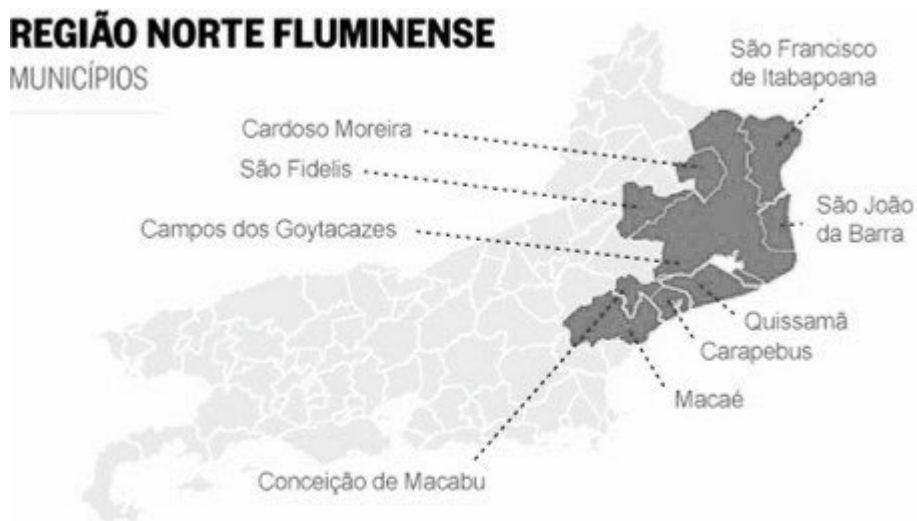 REGIÃO NORTE FLUMINENSE
MUNICÍPIOS
São Francisco
de Itabapoana
Cardoso Moreira
São Fidelis
São João
da Barra
Campos dos Goytacazes
Quissamã
Carapebus
Macaé
Conceição de Macabu